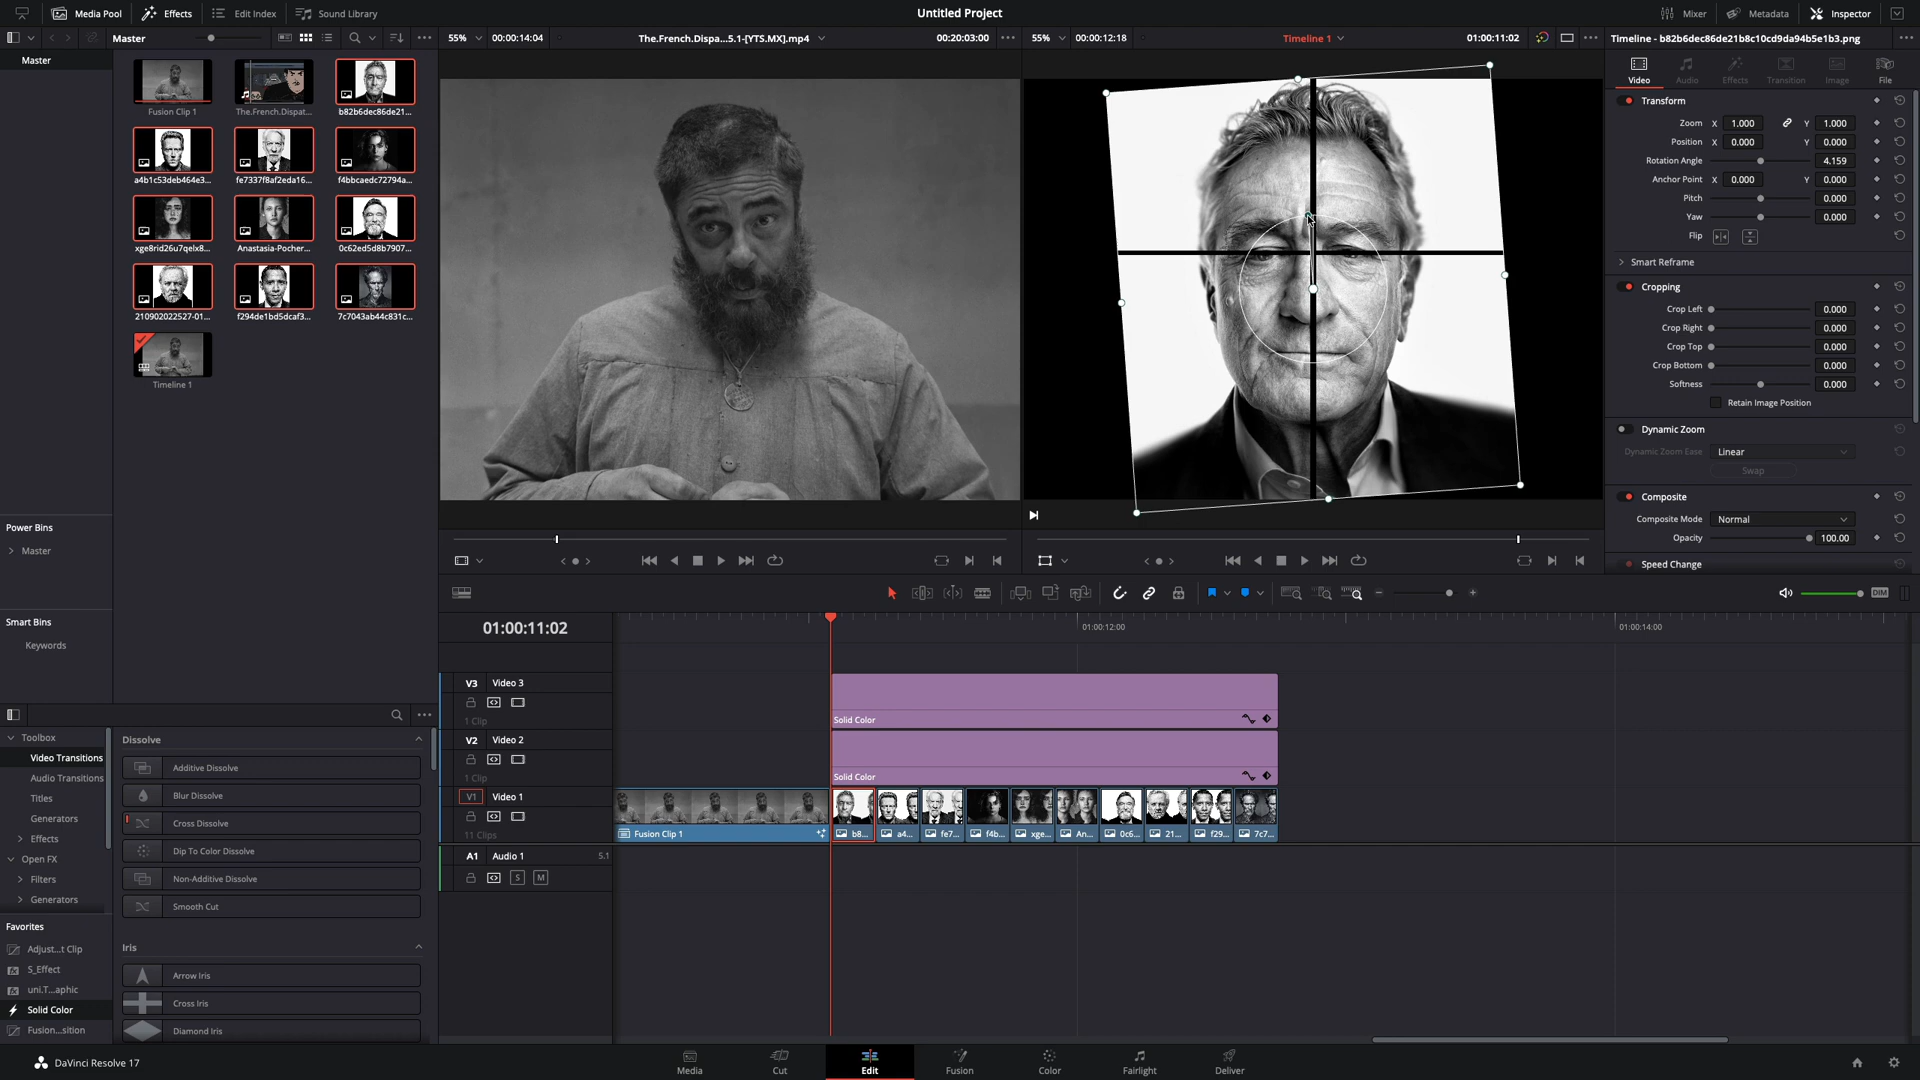 Media Pool Effects Edit Index Sound Library Untitled Project Mixer Metadata Inspector
Master 55% 00:00:14:04 The.French.Dispa...5.1-[YTS.MX].mp4 00:20:03:00 55% 00:00:12:18 Timeline 1 01:00:11:02 Timeline - b82b6dec86de21b8c10cd9da94b5e1b3.png
Master
Fusion Clip 1 The.French.Dispat... b82b6dec86de21...
a4b1c53deb464e3... fe7337f8af2eda16... f4bbcaedc72794a...
xge8rid26u7qelx8... Anastasia-Pocher... 0c62ed5d8b7907...
210902022527-01... f294de1bd5dcaf3... 7c7043ab44c831c...
Timeline 1
Power Bins
Master
Smart Bins
Keywords
Video Audio Effects Transition Image File
Transform
Zoom X 1.000 Y 1.000
Position X 0.000 Y 0.000
Rotation Angle 4.159
Anchor Point X 0.000 Y 0.000
Pitch 0.000
Yaw 0.000
Flip
Smart Reframe
Cropping
Crop Left 0.000
Crop Right 0.000
Crop Top 0.000
Crop Bottom 0.000
Softness 0.000
Retain Image Position
Dynamic Zoom
Dynamic Zoom Ease Linear
Swap
Composite
Composite Mode Normal
Opacity 100.00
Speed Change
DIM
01:00:11:02 01:00:12:00 01:00:14:00
V3 Video 3
1 Clip
Solid Color
V2 Video 2
1 Clip
Solid Color
V1 Video 1
11 Clips
Fusion Clip 1 b8... a4... fe7... f4b... xge... An... 0c6... 21... f29... 7c7...
A1 Audio 1 5.1
S M
Toolbox
Video Transitions
Audio Transitions
Titles
Generators
Effects
Open FX
Filters
Generators
Favorites
Adjust...t Clip
S_Effect
uni.T...aphic
Solid Color
Fusion...sition
Dissolve
Additive Dissolve
Blur Dissolve
Cross Dissolve
Dip To Color Dissolve
Non-Additive Dissolve
Smooth Cut
Iris
Arrow Iris
Cross Iris
Diamond Iris
DaVinci Resolve 17 Media Cut Edit Fusion Color Fairlight Deliver